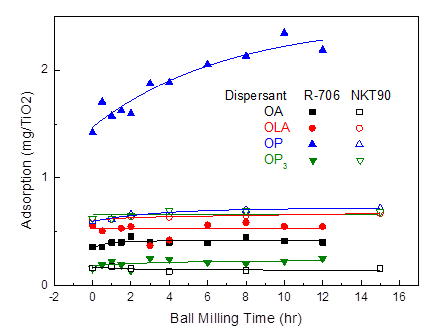 2
1
0
-2 0 2 4 6 8 10 12 14 16
Adsorption (mg/TiO2)
Ball Milling Time (hr)
Dispersant R-706 NKT90
OA
OLA
OP
OP3